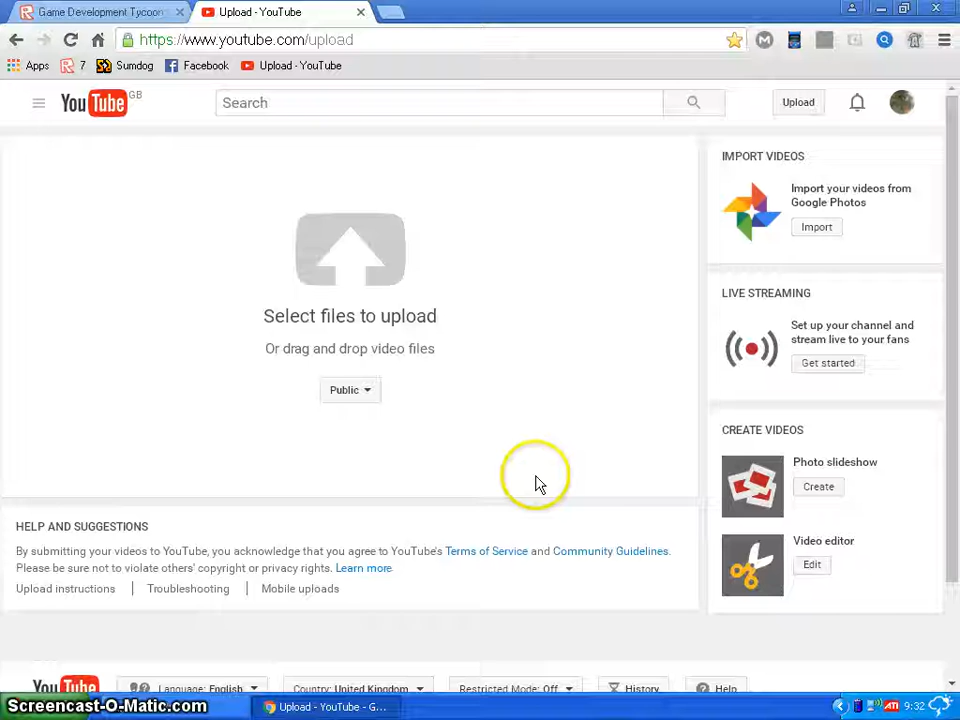 Game Development Tycoon
Upload - YouTube
https://www.youtube.com/upload
Apps
7
Sumdog
Facebook
Upload - YouTube
YouTube GB
Search
Upload
IMPORT VIDEOS
Import your videos from
Google Photos
Import
Select files to upload
Or drag and drop video files
Public
LIVE STREAMING
Set up your channel and
stream live to your fans
Get started
CREATE VIDEOS
Photo slideshow
Create
Video editor
Edit
HELP AND SUGGESTIONS
By submitting your videos to YouTube, you acknowledge that you agree to YouTube's Terms of Service and Community Guidelines.
Please be sure not to violate others' copyright or privacy rights. Learn more
Upload instructions
Troubleshooting
Mobile uploads
YouTube
Language: English
Country: United Kingdom
Restricted Mode: Off
History
Help
Screencast-O-Matic.com
Upload - YouTube - G...
ATI
9:32